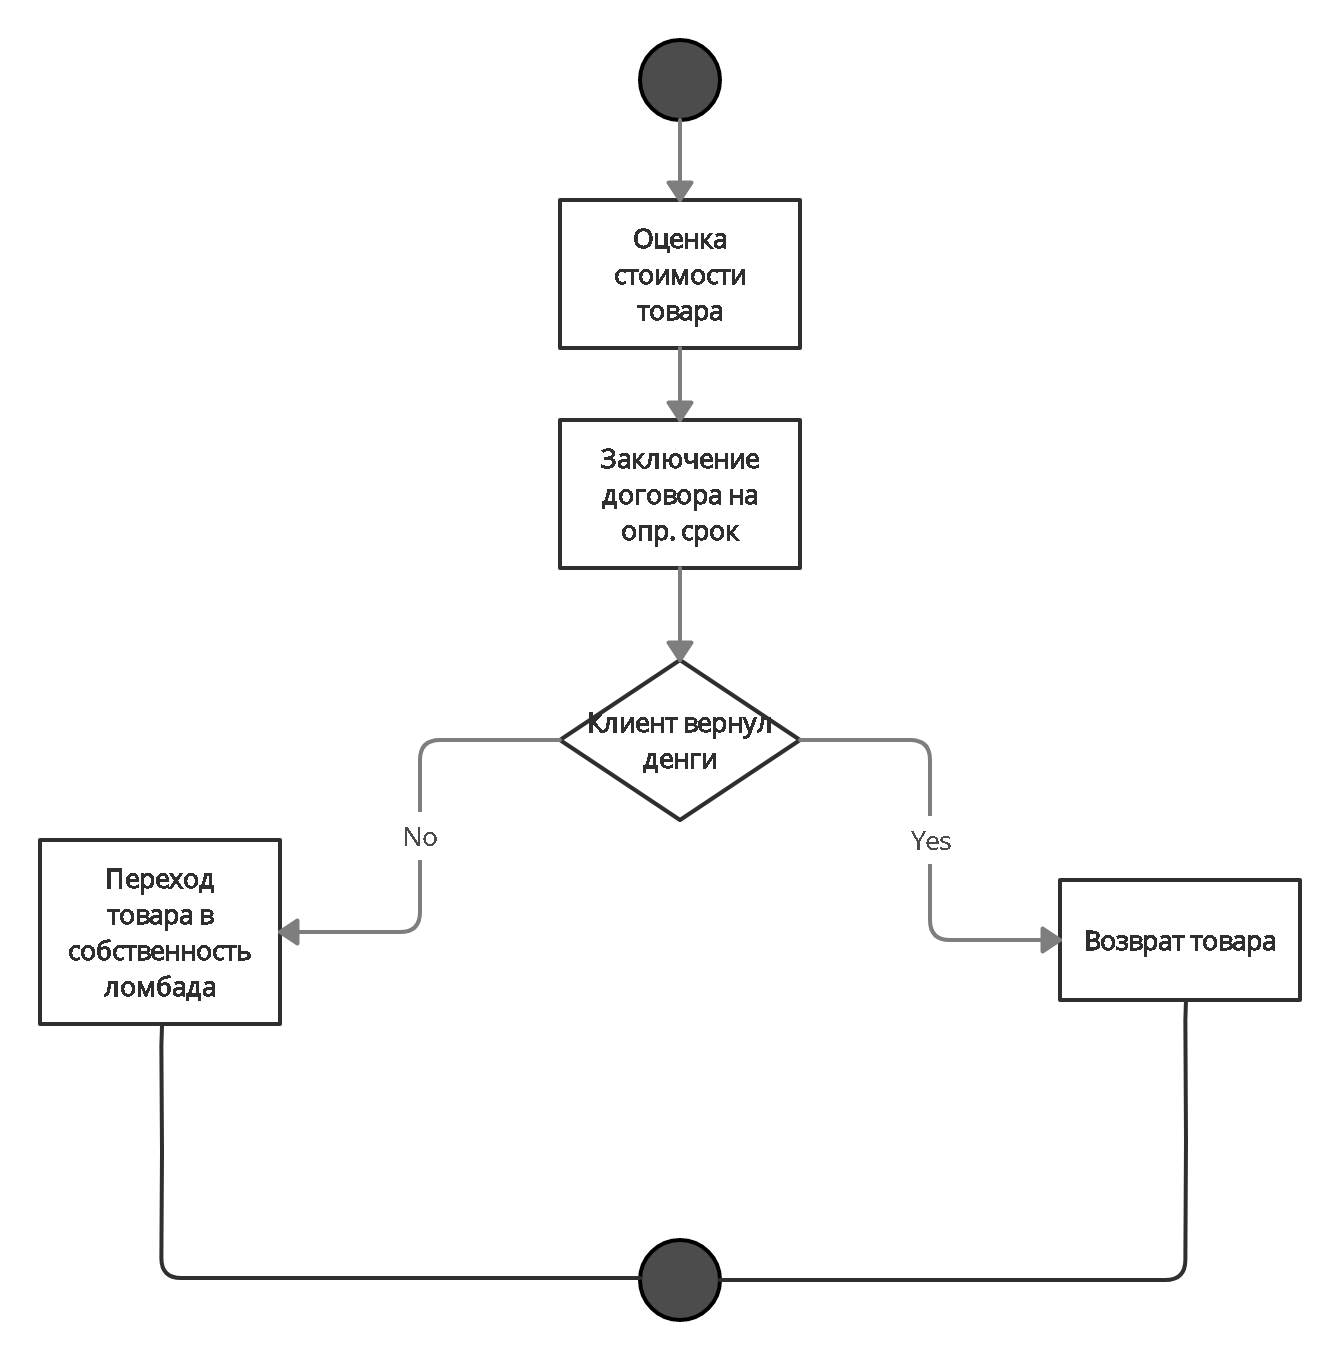 Оценка
стоимости
товара
Заключение
договора на
опр. срок
Клиент вернул
денги
No
Yes
Переход
товара в
собственность
ломбада
Возврат товара